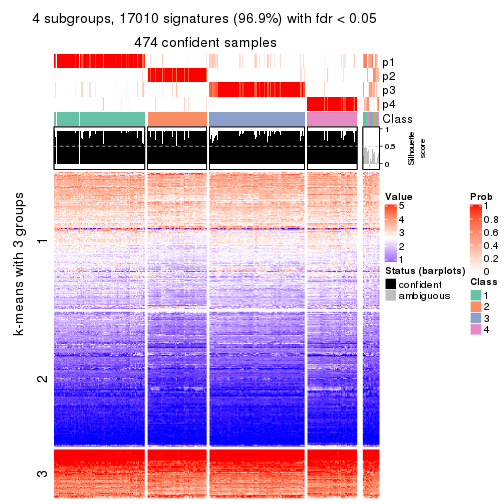 4 subgroups, 17010 signatures (96.9%) with fdr < 0.05
474 confident samples
p1
p2
p3
p4
Class
1
0.5
0
Silhouette
score
k-means with 3 groups
1
2
3
Value
5
4
3
2
1
Status (barplots)
confident
ambiguous
Prob
1
0.8
0.6
0.4
0.2
0
Class
1
2
3
4